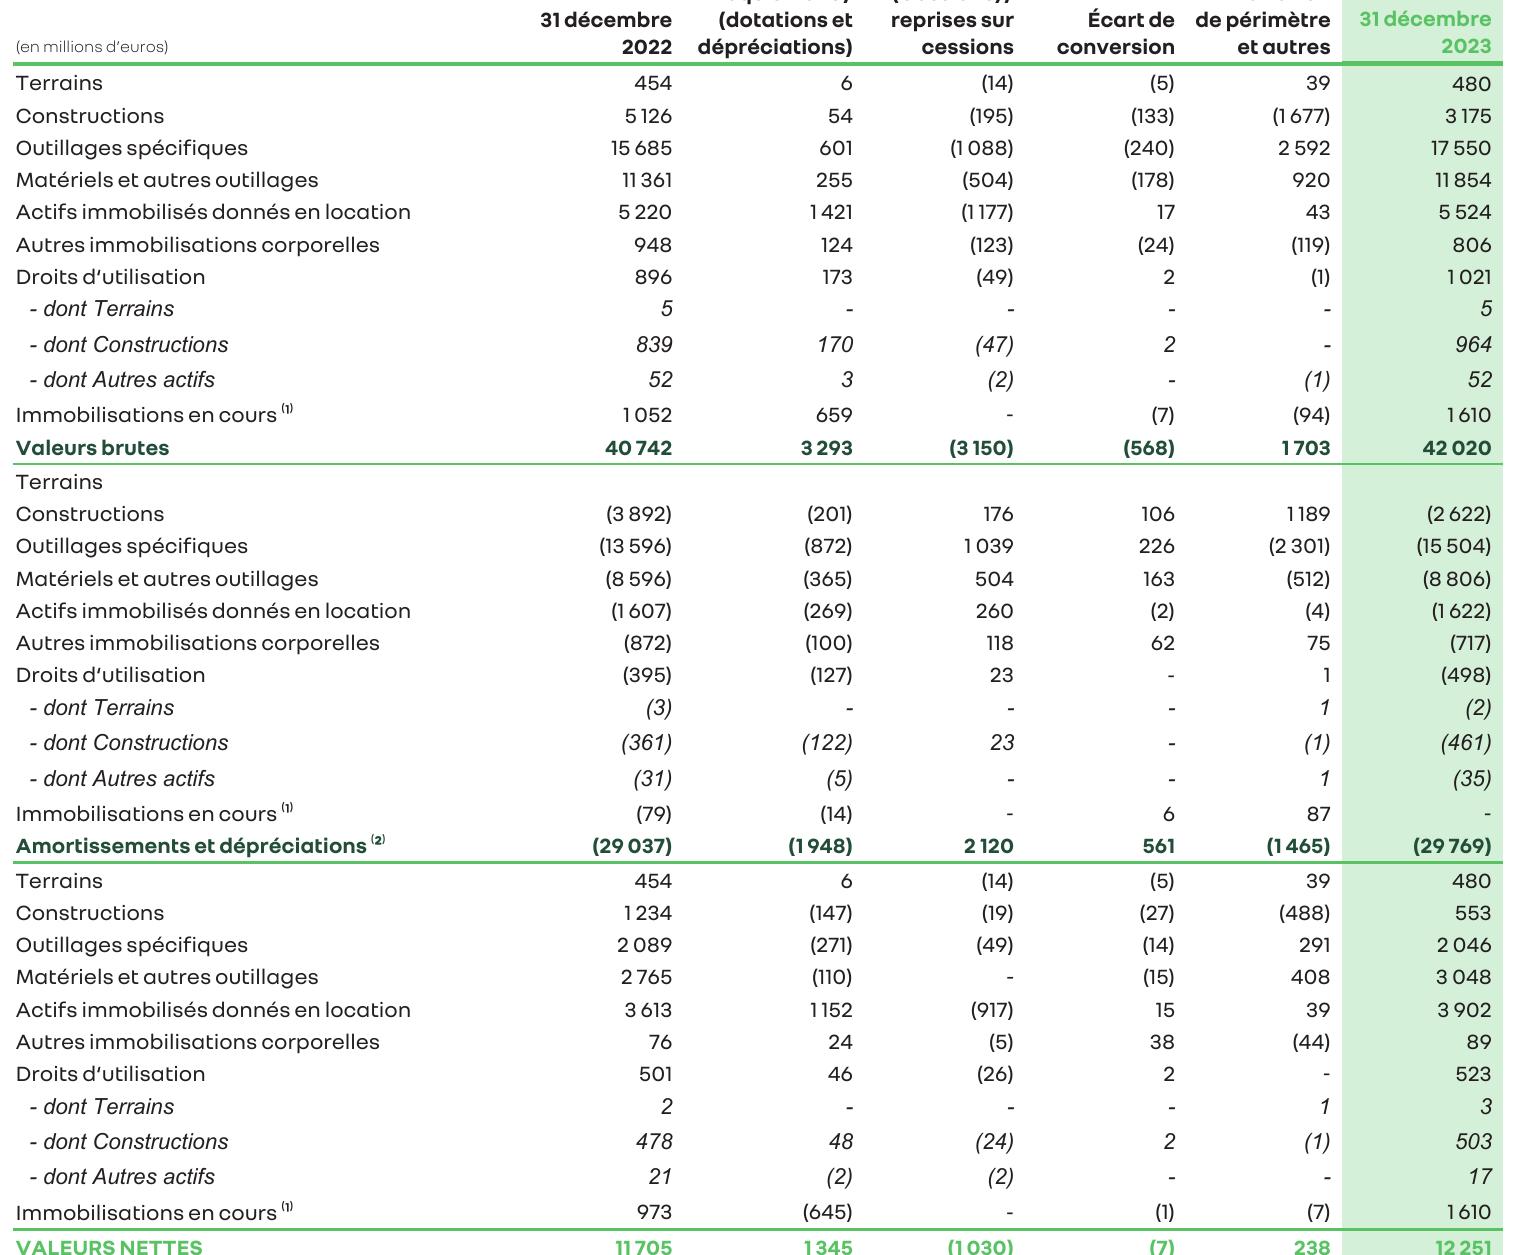 (en millions d'euros) 31 décembre 2022 (dotations et dépréciations) reprises sur cessions Écart de conversion de périmètre et autres 31 décembre 2023
Terrains 454 6 (14) (5) 39 480
Constructions 5 126 54 (195) (133) (1 677) 3 175
Outillages spécifiques 15 685 601 (1 088) (240) 2 592 17 550
Matériels et autres outillages 11 361 255 (504) (178) 920 11 854
Actifs immobilisés donnés en location 5 220 1 421 (1 177) 17 43 5 524
Autres immobilisations corporelles 948 124 (123) (24) (119) 806
Droits d'utilisation 896 173 (49) 2 (1) 1 021
- dont Terrains 5 - - - - 5
- dont Constructions 839 170 (47) 2 - 964
- dont Autres actifs 52 3 (2) - (1) 52
Immobilisations en cours (1) 1 052 659 - (7) (94) 1 610
Valeurs brutes 40 742 3 293 (3 150) (568) 1 703 42 020
Terrains
Constructions (3 892) (201) 176 106 1 189 (2 622)
Outillages spécifiques (13 596) (872) 1 039 226 (2 301) (15 504)
Matériels et autres outillages (8 596) (365) 504 163 (512) (8 806)
Actifs immobilisés donnés en location (1 607) (269) 260 (2) (4) (1 622)
Autres immobilisations corporelles (872) (100) 118 62 75 (717)
Droits d'utilisation (395) (127) 23 - 1 (498)
- dont Terrains (3) - - - 1 (2)
- dont Constructions (361) (122) 23 - (1) (461)
- dont Autres actifs (31) (5) - - 1 (35)
Immobilisations en cours (1) (79) (14) - 6 87 -
Amortissements et dépréciations (2) (29 037) (1 948) 2 120 561 (1 465) (29 769)
Terrains 454 6 (14) (5) 39 480
Constructions 1 234 (147) (19) (27) (488) 553
Outillages spécifiques 2 089 (271) (49) (14) 291 2 046
Matériels et autres outillages 2 765 (110) - (15) 408 3 048
Actifs immobilisés donnés en location 3 613 1 152 (917) 15 39 3 902
Autres immobilisations corporelles 76 24 (5) 38 (44) 89
Droits d'utilisation 501 46 (26) 2 - 523
- dont Terrains 2 - - - 1 3
- dont Constructions 478 48 (24) 2 (1) 503
- dont Autres actifs 21 (2) (2) - - 17
Immobilisations en cours (1) 973 (645) - (1) (7) 1 610
VALEURS NETTES 11 705 1 345 (1 030) (7) 238 12 251